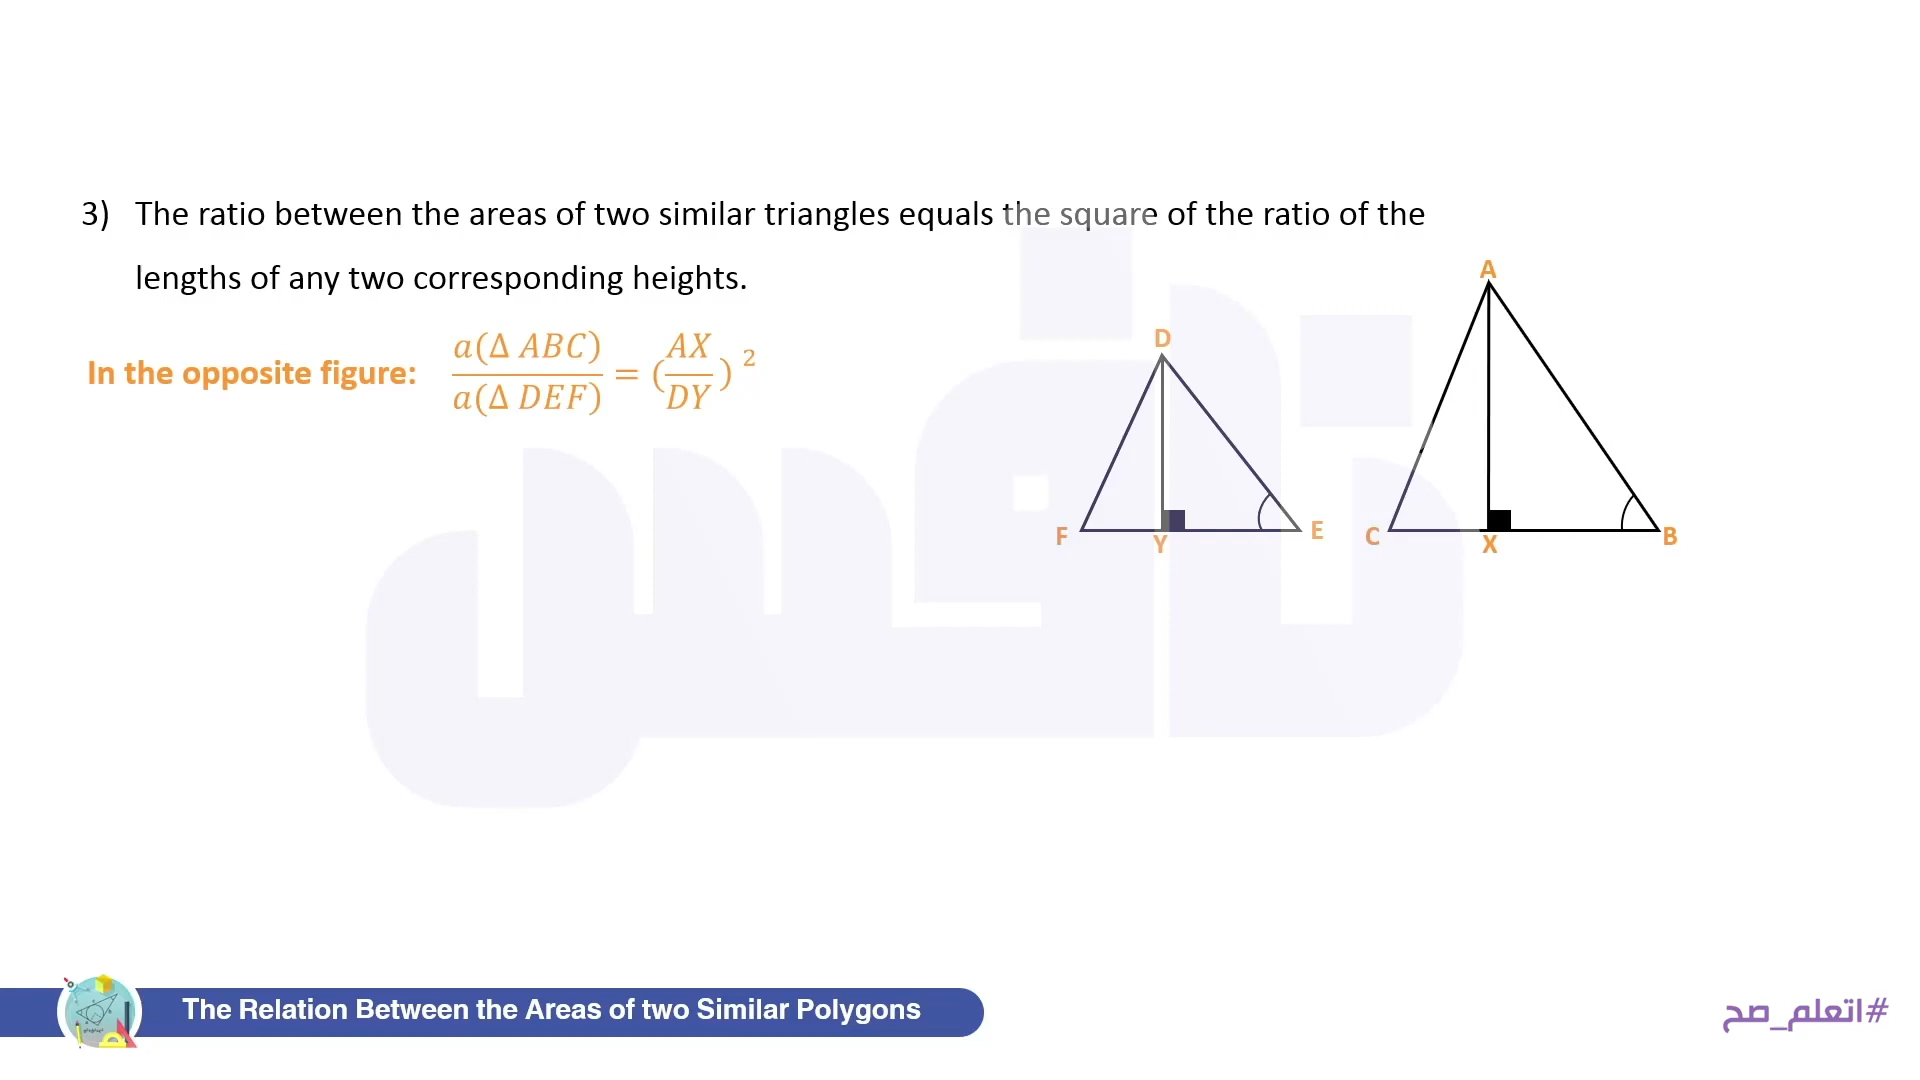 3) The ratio between the areas of two similar triangles equals the square of the ratio of the
lengths of any two corresponding heights.
In the opposite figure: a(Δ ABC)/a(Δ DEF) = (AX/DY)²
A
D
F
Y
E
C
X
B
نفس
The Relation Between the Areas of two Similar Polygons
#اتعلم_صح